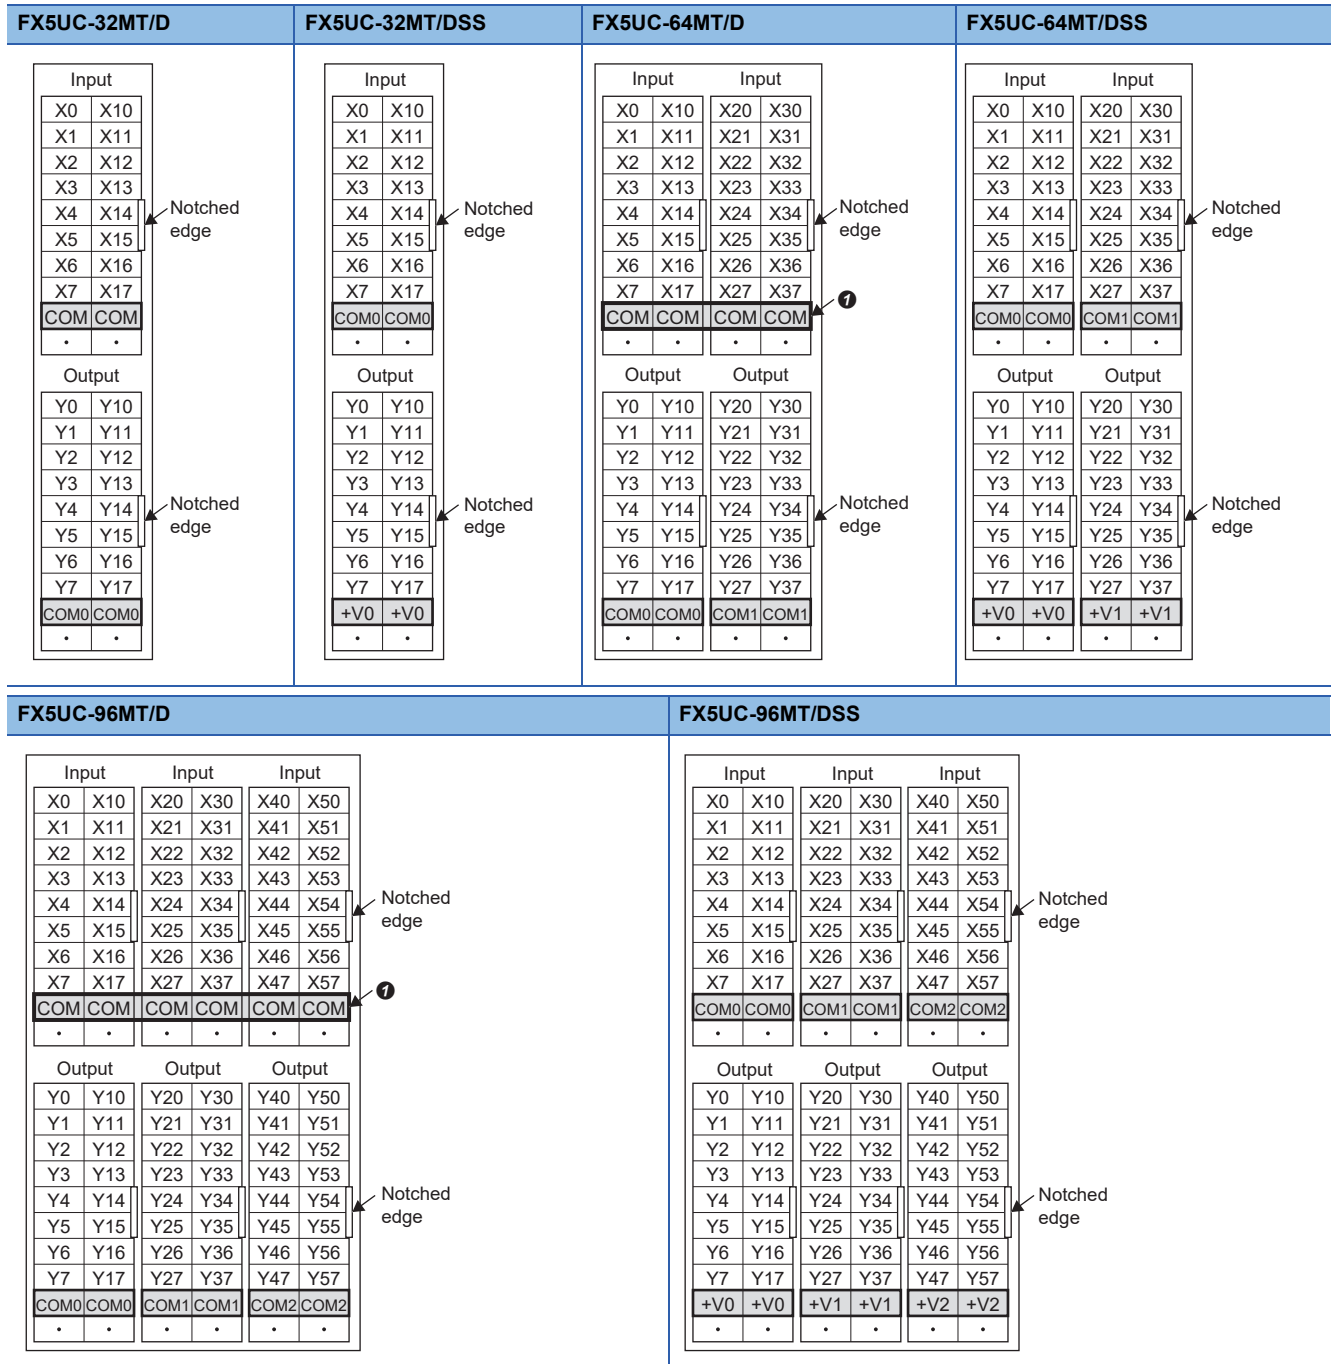 FX5UC-32MT/D FX5UC-32MT/DSS FX5UC-64MT/D FX5UC-64MT/DSS
Input Input Input Input Input Input
X0 X10 X0 X10 X0 X10 X20 X30 X0 X10 X20 X30
X1 X11 X1 X11 X1 X11 X21 X31 X1 X11 X21 X31
X2 X12 X2 X12 X2 X12 X22 X32 X2 X12 X22 X32
X3 X13 X3 X13 X3 X13 X23 X33 X3 X13 X23 X33
X4 X14 Notched X4 X14 Notched X4 X14 X24 X34 Notched X4 X14 X24 X34 Notched
X5 X15 edge X5 X15 edge X5 X15 X25 X35 edge X5 X15 X25 X35 edge
X6 X16 X6 X16 X6 X16 X26 X36 X6 X16 X26 X36
X7 X17 X7 X17 X7 X17 X27 X37 ❶ X7 X17 X27 X37
COM COM COM0 COM0 COM COM COM COM COM0 COM0 COM1 COM1
• • • • • • • • • • • •
Output Output Output Output Output Output
Y0 Y10 Y0 Y10 Y0 Y10 Y20 Y30 Y0 Y10 Y20 Y30
Y1 Y11 Y1 Y11 Y1 Y11 Y21 Y31 Y1 Y11 Y21 Y31
Y2 Y12 Y2 Y12 Y2 Y12 Y22 Y32 Y2 Y12 Y22 Y32
Y3 Y13 Y3 Y13 Y3 Y13 Y23 Y33 Y3 Y13 Y23 Y33
Y4 Y14 Notched Y4 Y14 Notched Y4 Y14 Y24 Y34 Notched Y4 Y14 Y24 Y34 Notched
Y5 Y15 edge Y5 Y15 edge Y5 Y15 Y25 Y35 edge Y5 Y15 Y25 Y35 edge
Y6 Y16 Y6 Y16 Y6 Y16 Y26 Y36 Y6 Y16 Y26 Y36
Y7 Y17 Y7 Y17 Y7 Y17 Y27 Y37 Y7 Y17 Y27 Y37
COM0 COM0 +V0 +V0 COM0 COM0 COM1 COM1 +V0 +V0 +V1 +V1
• • • • • • • • • • • •
FX5UC-96MT/D FX5UC-96MT/DSS
Input Input Input Input Input Input
X0 X10 X20 X30 X40 X50 X0 X10 X20 X30 X40 X50
X1 X11 X21 X31 X41 X51 X1 X11 X21 X31 X41 X51
X2 X12 X22 X32 X42 X52 X2 X12 X22 X32 X42 X52
X3 X13 X23 X33 X43 X53 X3 X13 X23 X33 X43 X53
X4 X14 X24 X34 X44 X54 Notched X4 X14 X24 X34 X44 X54 Notched
X5 X15 X25 X35 X45 X55 edge X5 X15 X25 X35 X45 X55 edge
X6 X16 X26 X36 X46 X56 X6 X16 X26 X36 X46 X56
X7 X17 X27 X37 X47 X57 ❶ X7 X17 X27 X37 X47 X57
COM COM COM COM COM COM COM0 COM0 COM1 COM1 COM2 COM2
• • • • • • • • • • • •
Output Output Output Output Output Output
Y0 Y10 Y20 Y30 Y40 Y50 Y0 Y10 Y20 Y30 Y40 Y50
Y1 Y11 Y21 Y31 Y41 Y51 Y1 Y11 Y21 Y31 Y41 Y51
Y2 Y12 Y22 Y32 Y42 Y52 Y2 Y12 Y22 Y32 Y42 Y52
Y3 Y13 Y23 Y33 Y43 Y53 Y3 Y13 Y23 Y33 Y43 Y53
Y4 Y14 Y24 Y34 Y44 Y54 Notched Y4 Y14 Y24 Y34 Y44 Y54 Notched
Y5 Y15 Y25 Y35 Y45 Y55 edge Y5 Y15 Y25 Y35 Y45 Y55 edge
Y6 Y16 Y26 Y36 Y46 Y56 Y6 Y16 Y26 Y36 Y46 Y56
Y7 Y17 Y27 Y37 Y47 Y57 Y7 Y17 Y27 Y37 Y47 Y57
COM0 COM0 COM1 COM1 COM2 COM2 +V0 +V0 +V1 +V1 +V2 +V2
• • • • • • • • • • • •